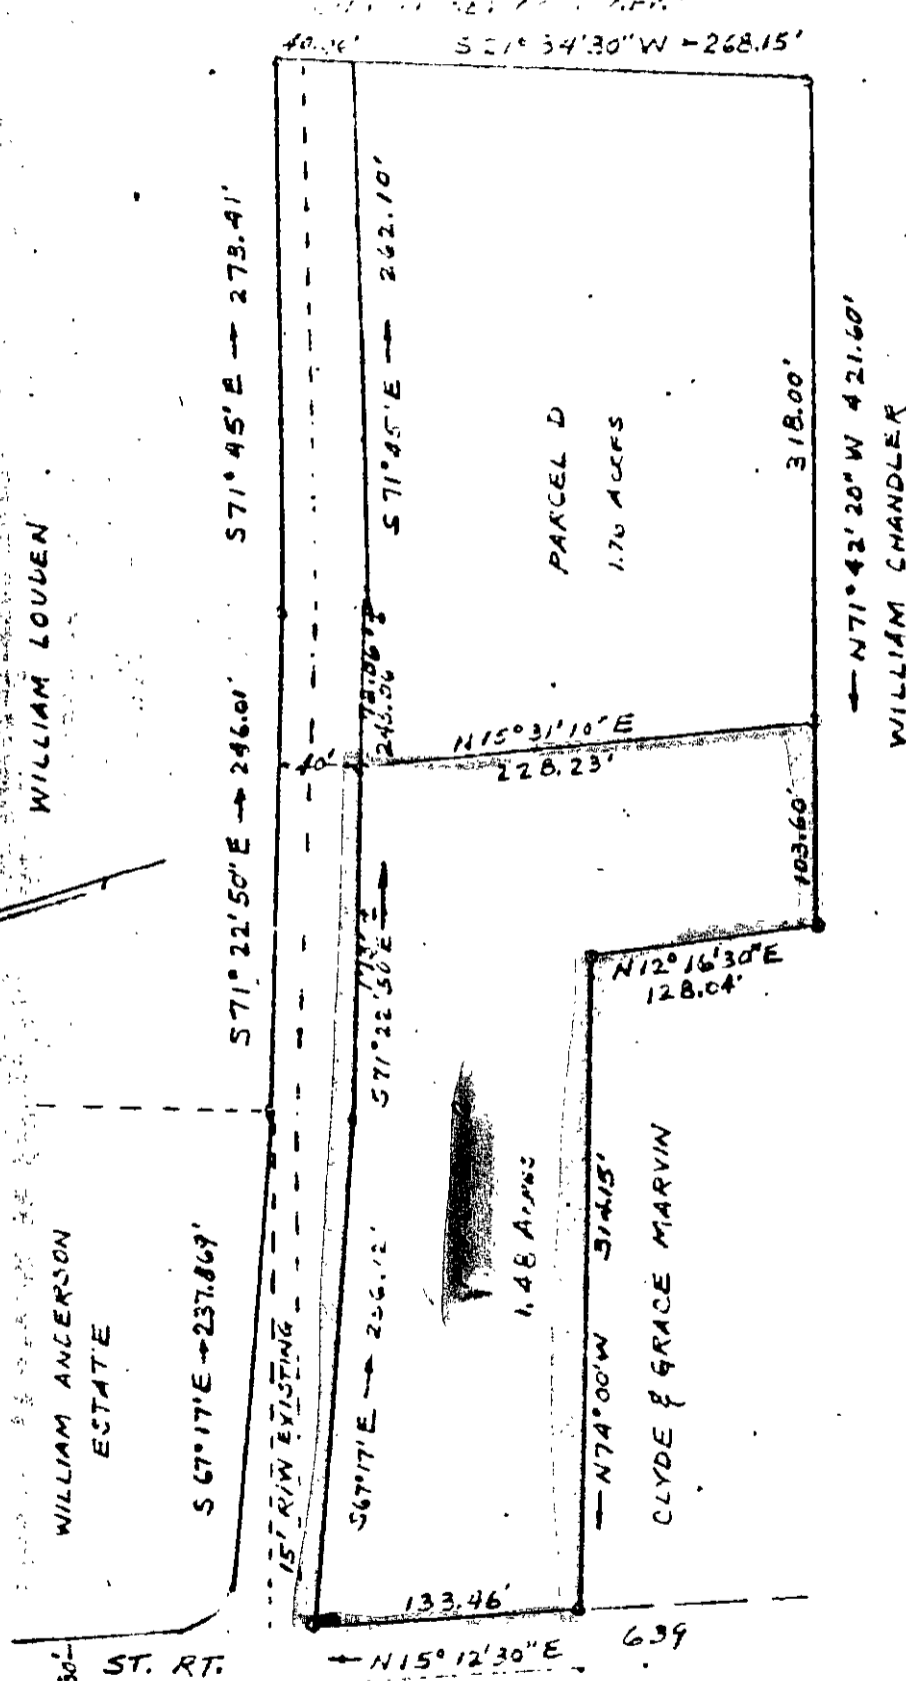 S 21° 34'30" W - 268.15'
S 71° 45' E → 273.41'
S 71° 45' E — 262.10'
WILLIAM LOUDEN
PARCEL D
1.70 ACRES
318.00'
← N 71° 42' 20" W 421.60'
WILLIAM CHANDLER
S 71° 22' 50" E → 246.01'
40'
N 15° 31' 10" E
228.23'
103.60'
S 71° 22' 50" E →
N 12° 16' 30" E
128.04'
WILLIAM ANDERSON
ESTATE
S 67° 17' E → 237.869'
15' R/W EXISTING
S 67° 17' E → 236.12'
1.48 Acres
← N 74° 00' W 314.15'
CLYDE & GRACE MARVIN
133.46'
ST. RT.
← N 15° 12' 30" E
639